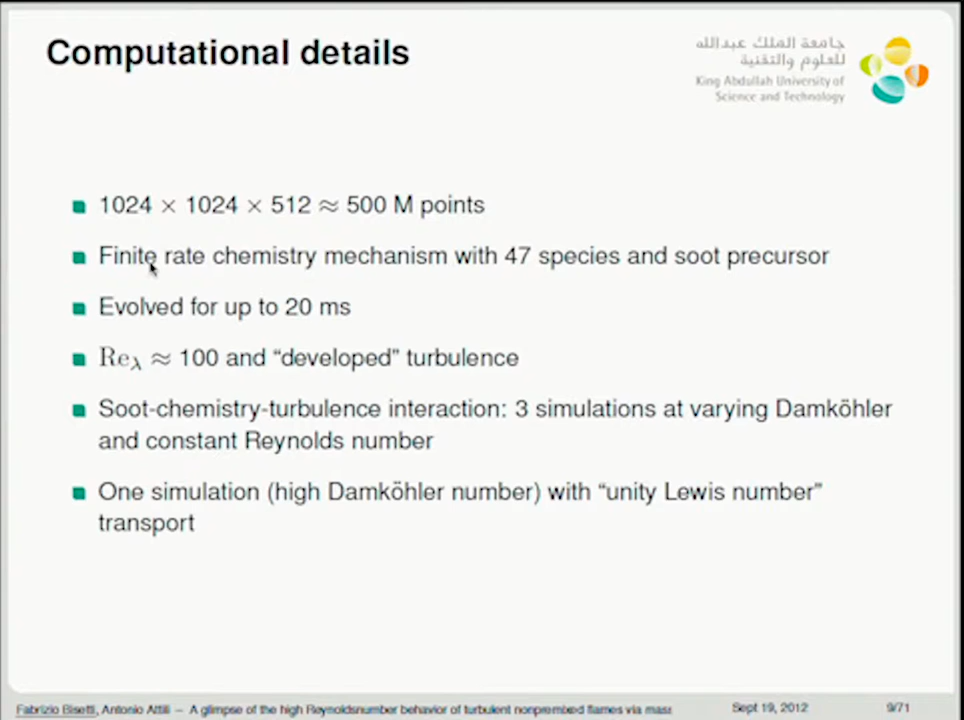 Computational details
جامعة الملك عبدالله
للعلوم والتقنية
King Abdullah University of
Science and Technology
1024 × 1024 × 512 ≈ 500 M points
Finite rate chemistry mechanism with 47 species and soot precursor
Evolved for up to 20 ms
Reλ ≈ 100 and “developed” turbulence
Soot-chemistry-turbulence interaction: 3 simulations at varying Damköhler
and constant Reynolds number
One simulation (high Damköhler number) with “unity Lewis number”
transport
Fabrizio Bisetti, Antonio Attili – A glimpse of the high Reynoldsnumber behavior of turbulent nonpremixed flames via mass
Sept 19, 2012
9/71